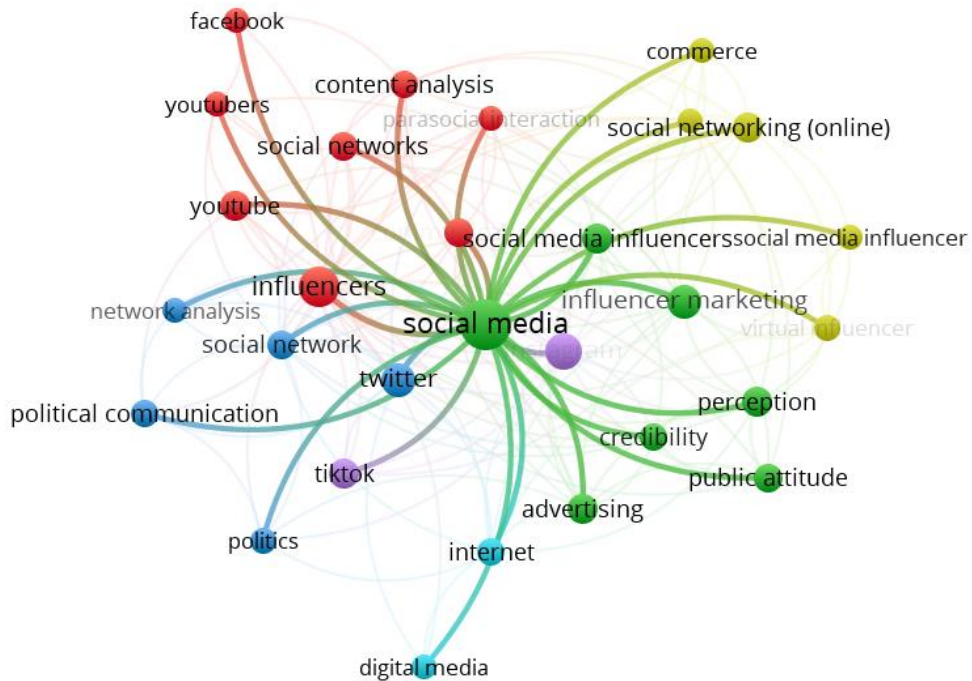 facebook
commerce
content analysis
youtubers
parasocial interaction
social networking (online)
social networks
youtube
social media influencers
social media influencer
influencers
influencer marketing
network analysis
social media
virtual influencer
social network
twitter
perception
political communication
credibility
tiktok
public attitude
advertising
politics
internet
digital media